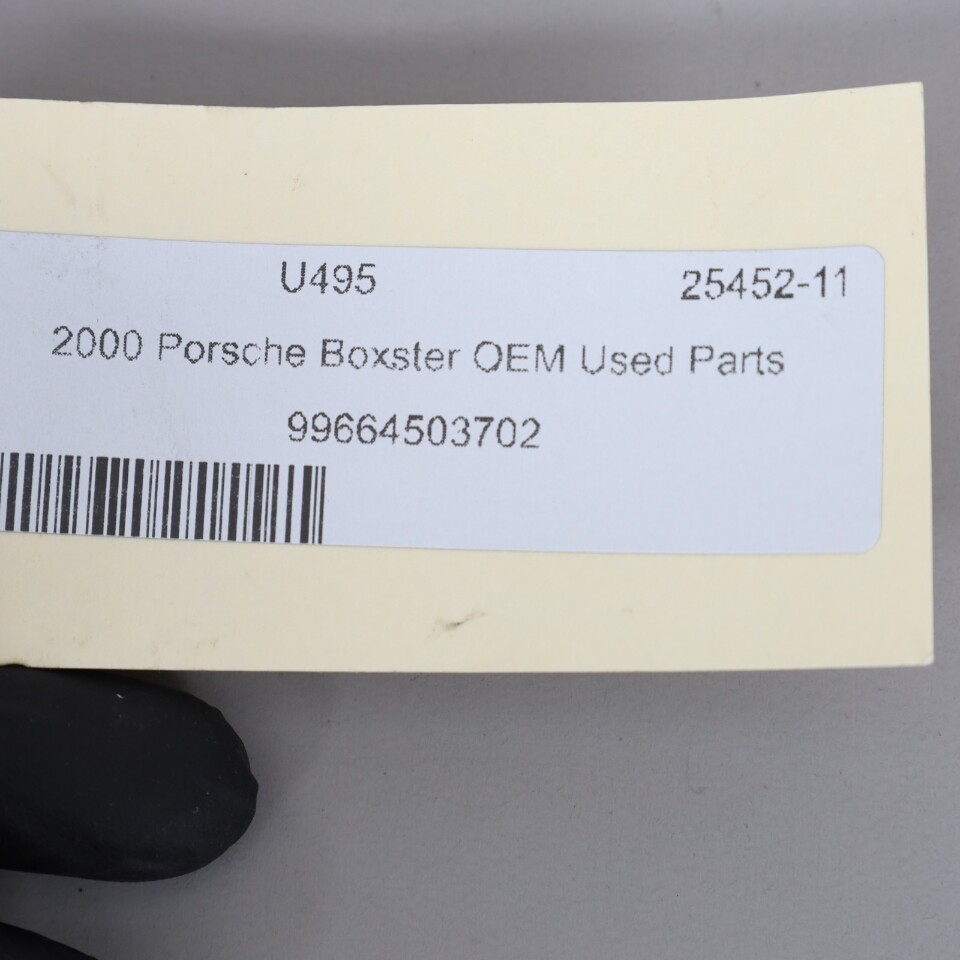 U495 25452-11
2000 Porsche Boxster OEM Used Parts
99664503702